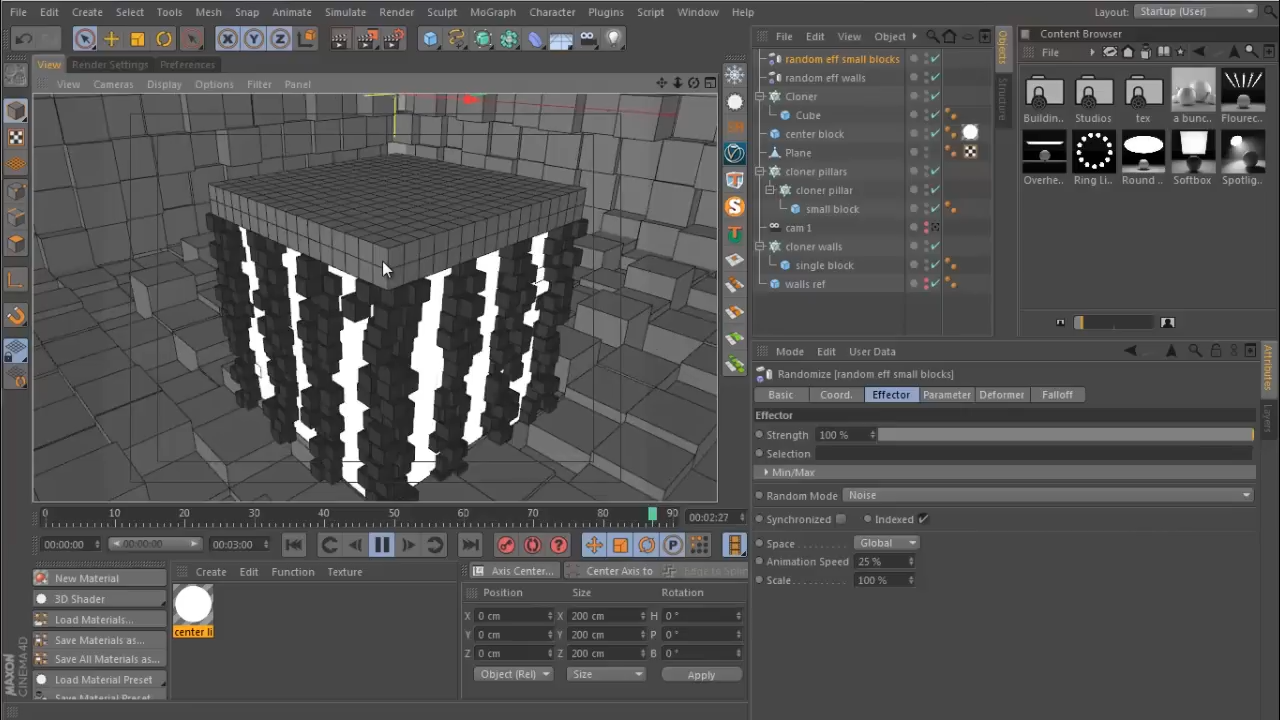 File Edit Create Select Tools Mesh Snap Animate Simulate Render Sculpt MoGraph Character Plugins Script Window Help Layout: Startup (User)
View Render Settings Preferences
View Cameras Display Options Filter Panel
File Edit View Object
random eff small blocks
random eff walls
Cloner
Cube
center block
Plane
cloner pillars
cloner pillar
small block
cam 1
cloner walls
single block
walls ref
Objects
Structure
Content Browser
File
Buildin.. Studios tex a bunc.. Flourec..
Overhe.. Ring Li.. Round .. Softbox Spotlig..
Mode Edit User Data
Randomize [random eff small blocks]
Basic Coord. Effector Parameter Deformer Falloff
Effector
Strength 100 %
Selection
Min/Max
Random Mode Noise
Synchronized Indexed
Space Global
Animation Speed 25 %
Scale 100 %
Attributes
Layers
0 10 20 30 40 50 60 70 80 90 00:02:27
00:00:00 00:00:00 00:03:00
New Material
3D Shader
Load Materials...
Save Materials as...
Save All Materials as...
Load Material Preset
Save Material Preset
Create Edit Function Texture
center li
Axis Center... Center Axis to
Position Size Rotation
X 0 cm X 200 cm H 0 °
Y 0 cm Y 200 cm P 0 °
Z 0 cm Z 200 cm B 0 °
Object (Rel) Size Apply
MAXON
CINEMA4D